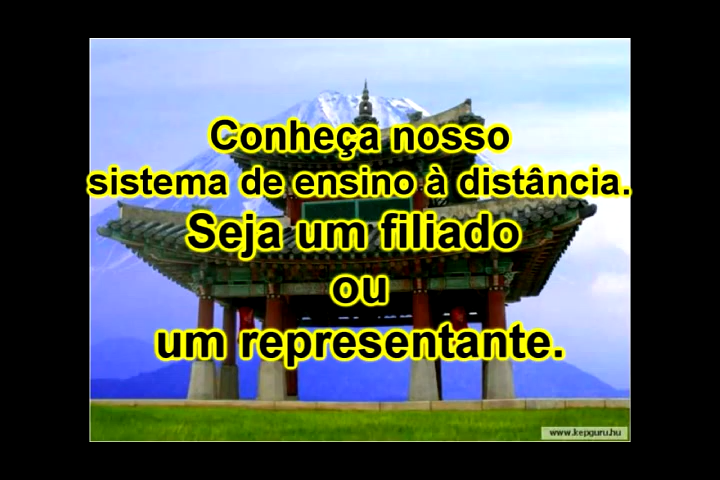 Conheça nosso
sistema de ensino à distância.
Seja um filiado
ou
um representante.
www.kepguru.hu